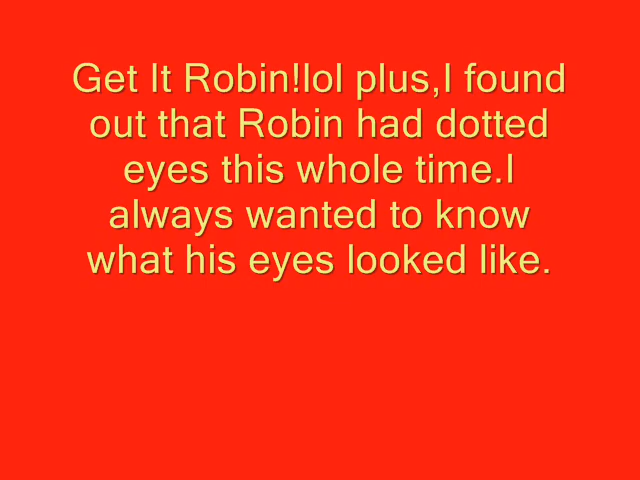 Get It Robin!lol plus,I found
out that Robin had dotted
eyes this whole time.I
always wanted to know
what his eyes looked like.